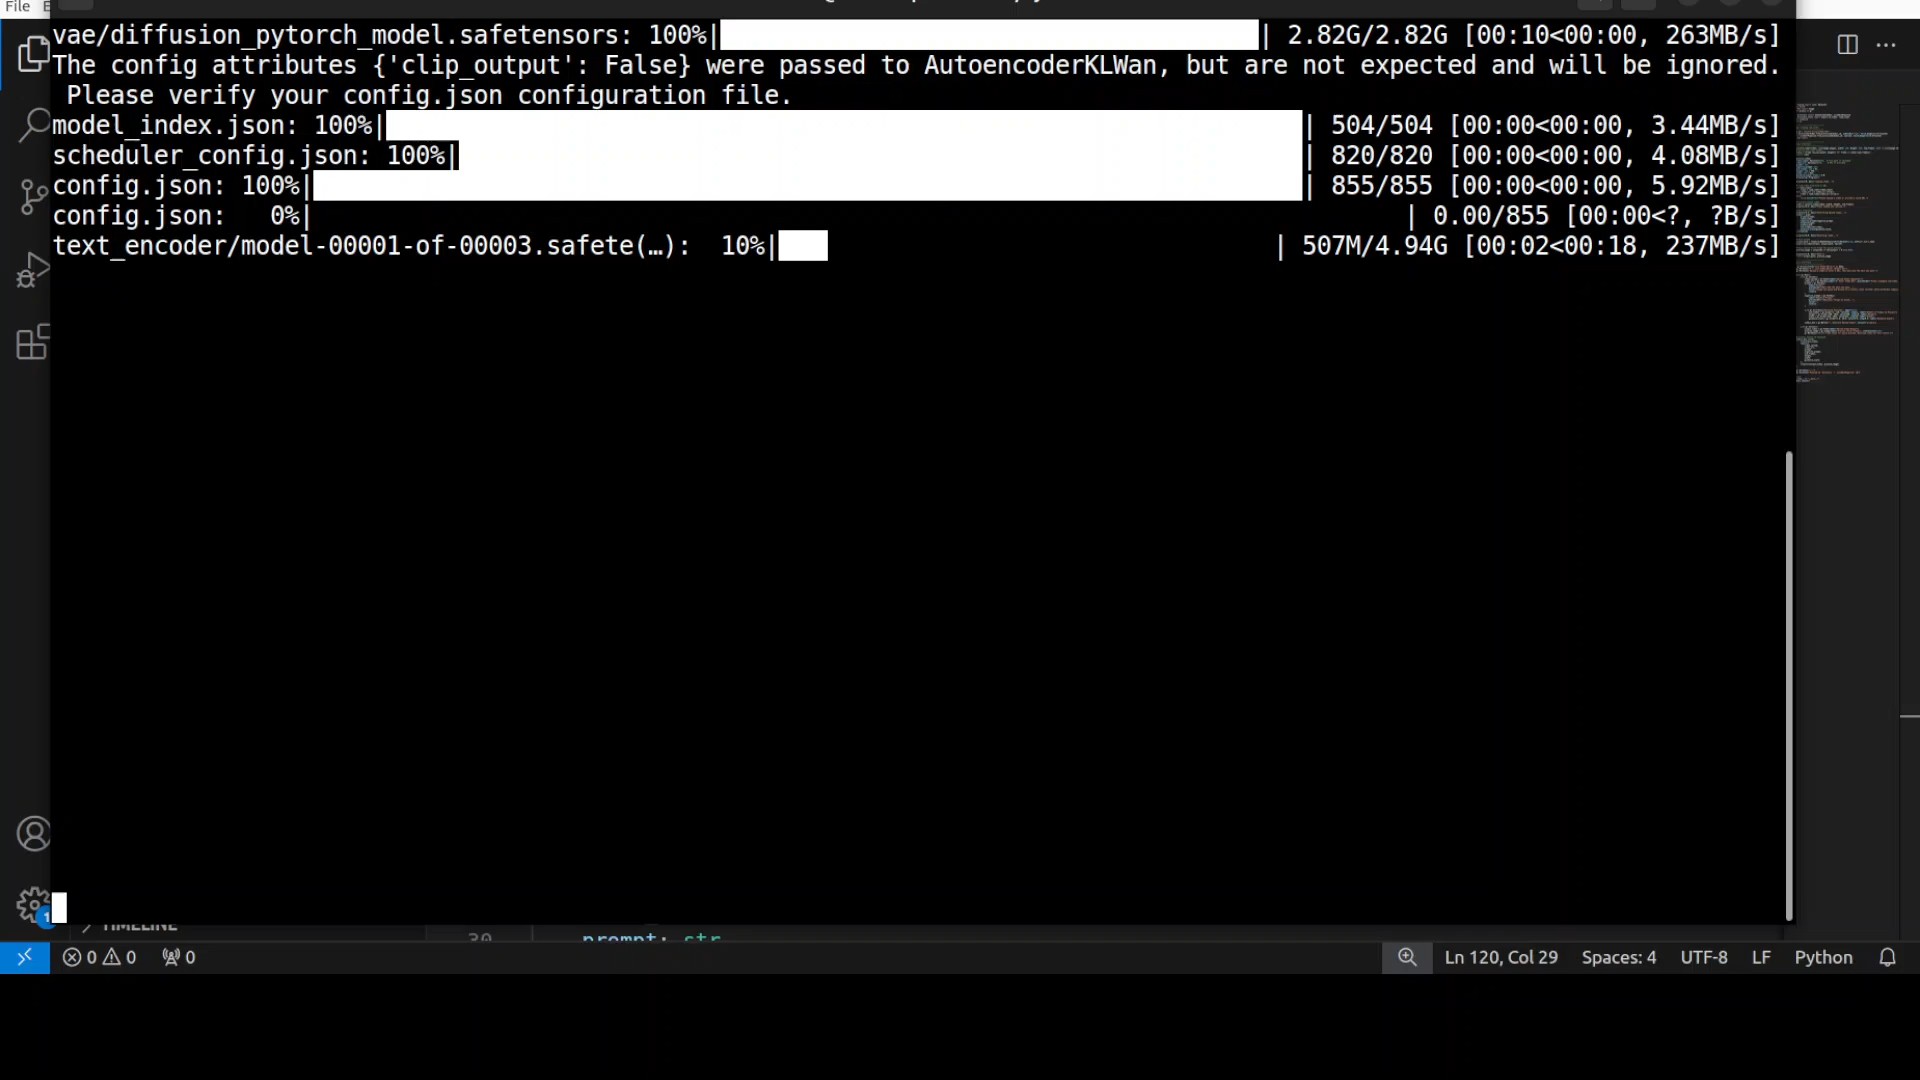 File
vae/diffusion_pytorch_model.safetensors: 100%| | 2.82G/2.82G [00:10<00:00, 263MB/s]
The config attributes {'clip_output': False} were passed to AutoencoderKLWan, but are not expected and will be ignored.
Please verify your config.json configuration file.
model_index.json: 100%| | 504/504 [00:00<00:00, 3.44MB/s]
scheduler_config.json: 100%| | 820/820 [00:00<00:00, 4.08MB/s]
config.json: 100%| | 855/855 [00:00<00:00, 5.92MB/s]
config.json: 0%| | 0.00/855 [00:00<?, ?B/s]
text_encoder/model-00001-of-00003.safete(…): 10%| | 507M/4.94G [00:02<00:18, 237MB/s]
1
TIMELINE
30 prompt: str
0 0 0 Ln 120, Col 29 Spaces: 4 UTF-8 LF Python